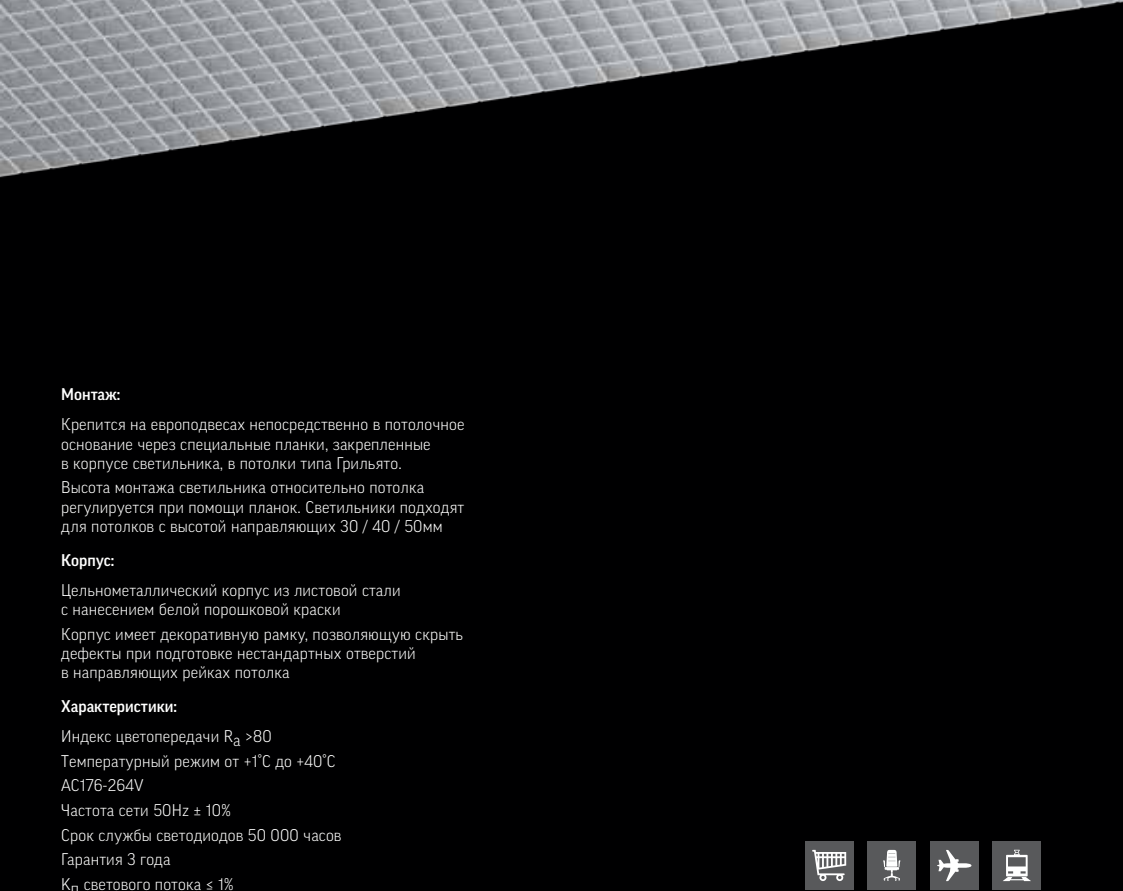 Монтаж:
Крепится на европодвесах непосредственно в потолочное
основание через специальные планки, закрепленные
в корпусе светильника, в потолки типа Грильято.
Высота монтажа светильника относительно потолка
регулируется при помощи планок. Светильники подходят
для потолков с высотой направляющих 30 / 40 / 50мм
Корпус:
Цельнометаллический корпус из листовой стали
с нанесением белой порошковой краски
Корпус имеет декоративную рамку, позволяющую скрыть
дефекты при подготовке нестандартных отверстий
в направляющих рейках потолка
Характеристики:
Индекс цветопередачи Ra >80
Температурный режим от +1°C до +40°C
AC176-264V
Частота сети 50Hz ± 10%
Срок службы светодиодов 50 000 часов
Гарантия 3 года
Кп светового потока ≤ 1%